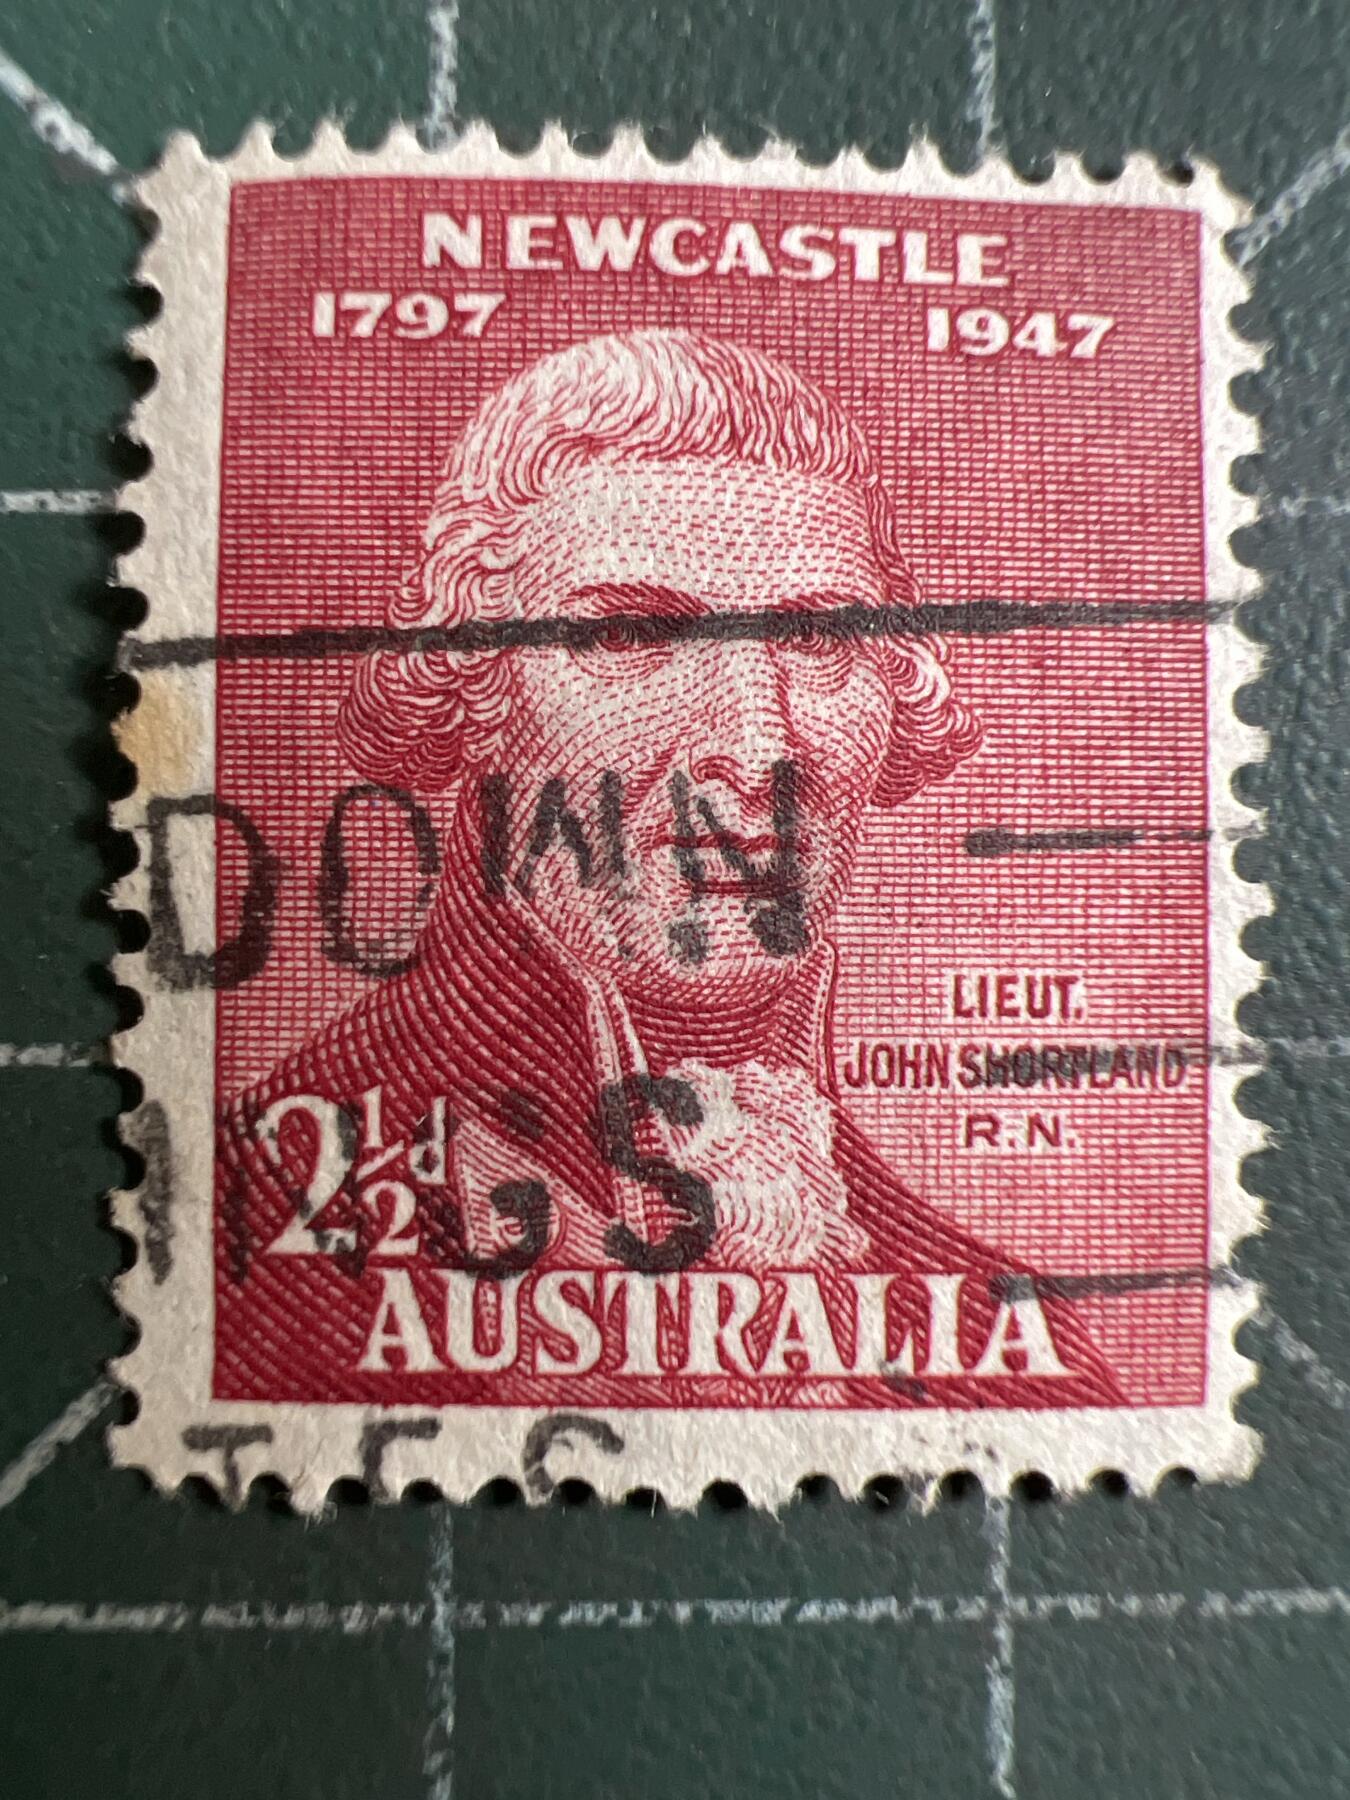 NEWCASTLE
1797 1947
DOWN
LIEUT.
JOHN SHORTLAND
R.N.
2½d
AUSTRALIA